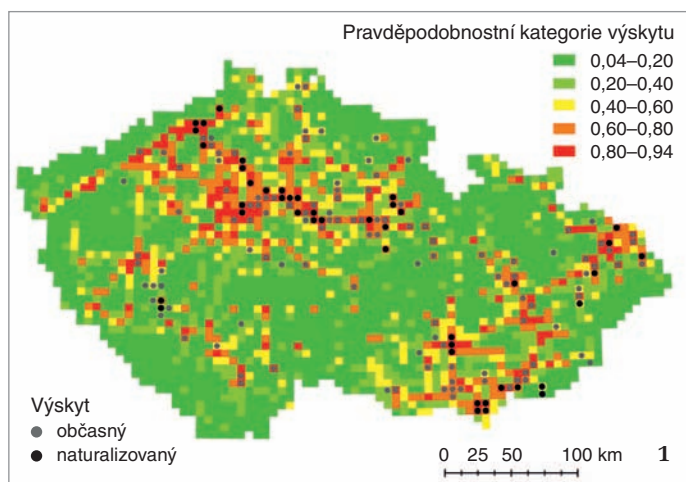 Pravděpodobnostní kategorie výskytu
0,04–0,20
0,20–0,40
0,40–0,60
0,60–0,80
0,80–0,94
Výskyt
občasný
naturalizovaný
0 25 50 100 km 1